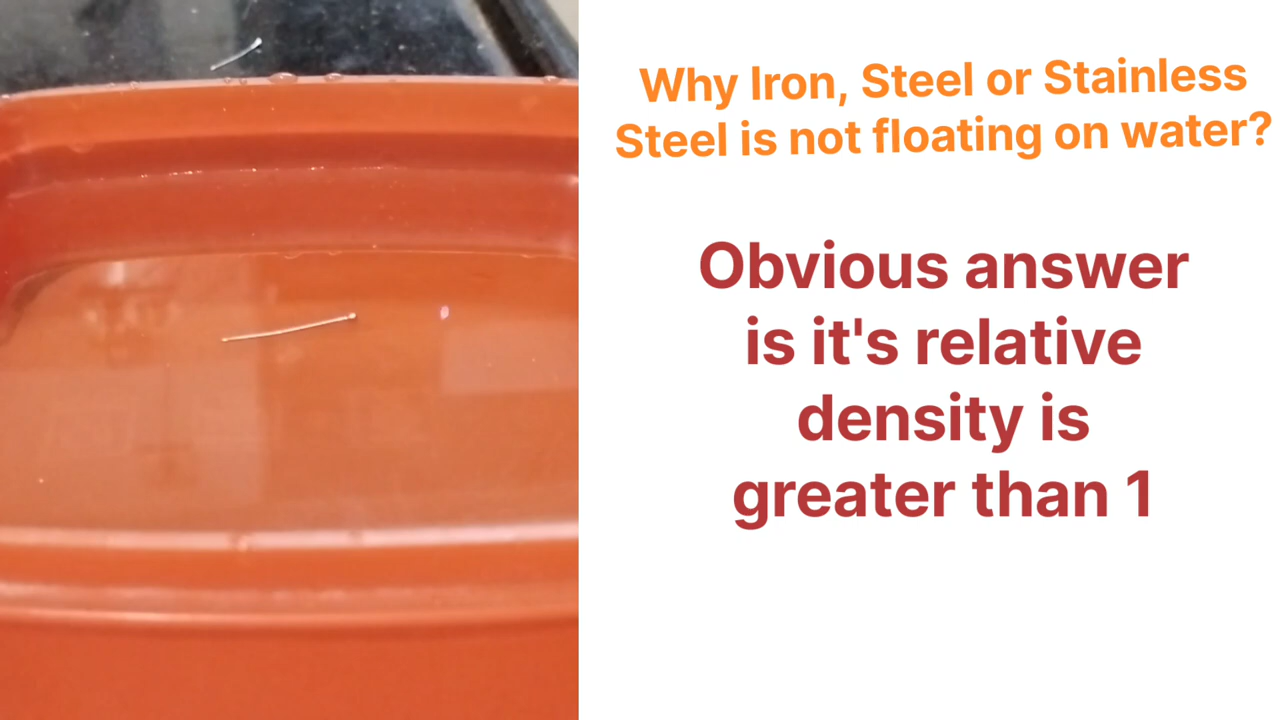 Why Iron, Steel or Stainless
Steel is not floating on water?
Obvious answer
is it's relative
density is
greater than 1